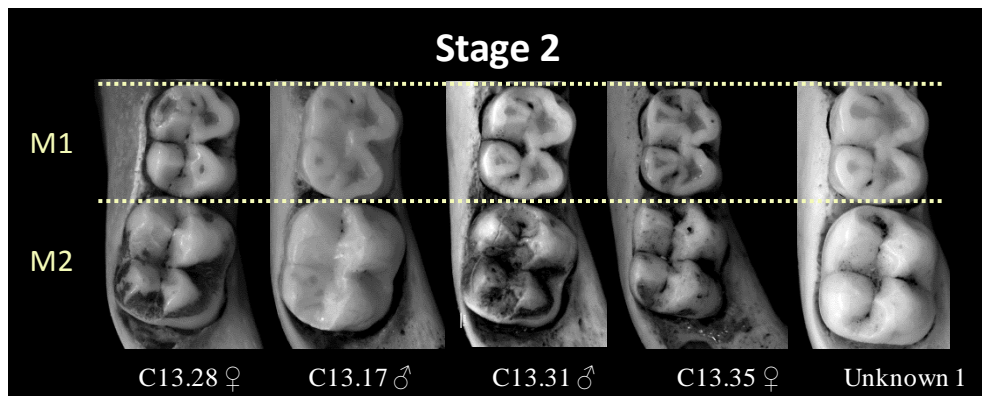 Stage 2
M1
M2
C13.28 ♀ C13.17 ♂ C13.31 ♂ C13.35 ♀ Unknown 1